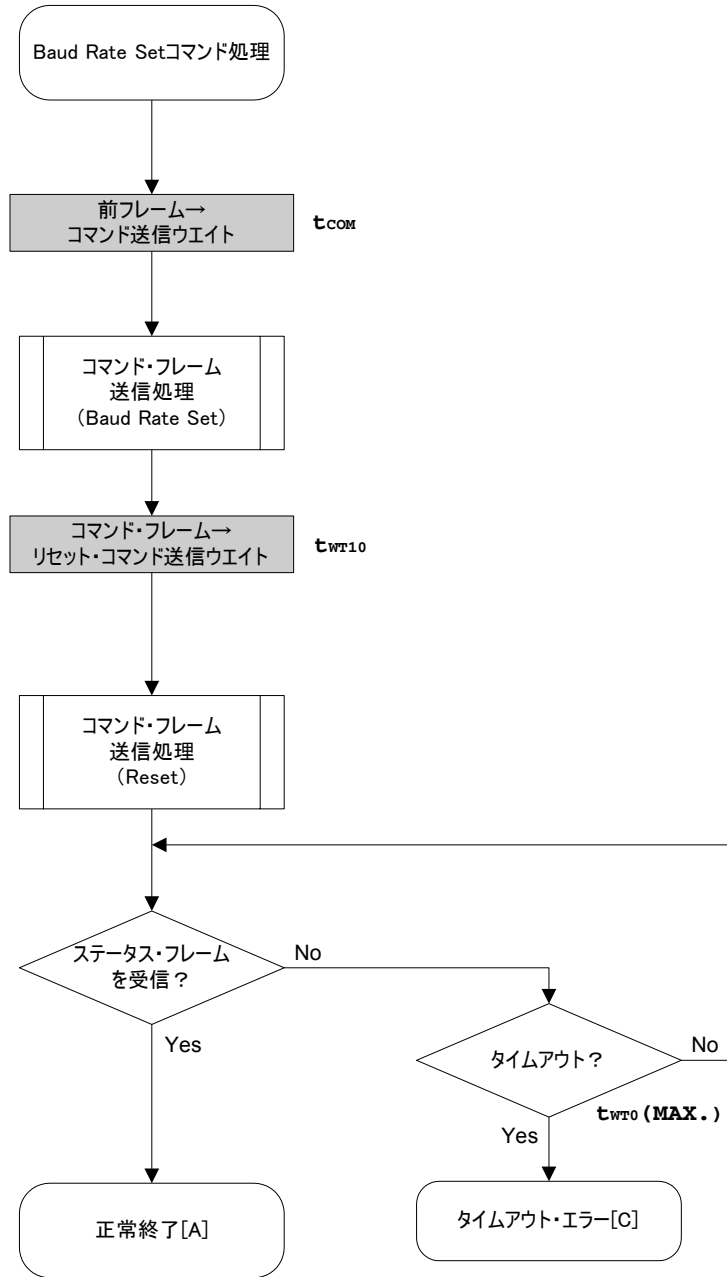 Baud Rate Setコマンド処理
前フレーム→
コマンド送信ウエイト
tCOM
コマンド・フレーム
送信処理
（Baud Rate Set）
コマンド・フレーム→
リセット・コマンド送信ウエイト
tWT10
コマンド・フレーム
送信処理
（Reset）
ステータス・フレーム
を受信？
No
Yes
タイムアウト？
No
tWT0(MAX.)
Yes
正常終了[A]
タイムアウト・エラー[C]